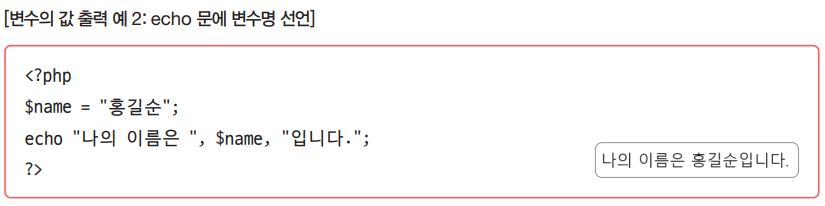 [변수의 값 출력 예 2: echo 문에 변수명 선언]
<?php
$name = "홍길순";
echo "나의 이름은 ", $name, "입니다.";
?>
나의 이름은 홍길순입니다.